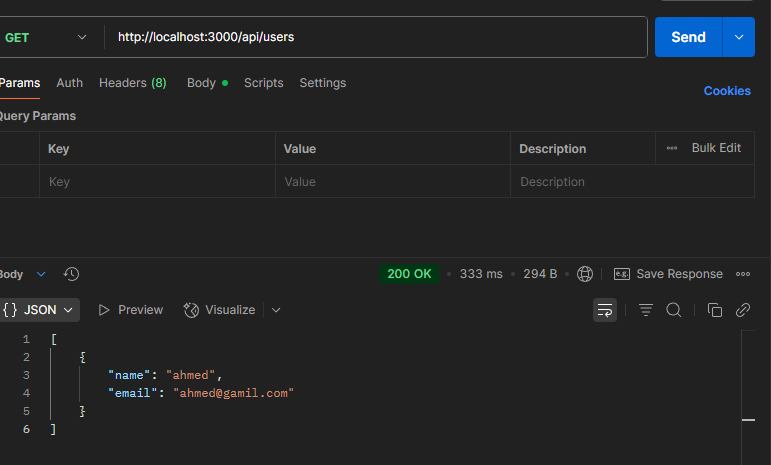 GET http://localhost:3000/api/users Send
Params Auth Headers (8) Body Scripts Settings
Cookies
Query Params
Key Value Description Bulk Edit
Key Value Description
Body 200 OK 333 ms 294 B e.g. Save Response
{} JSON Preview Visualize
1 [
2 {
3 "name": "ahmed",
4 "email": "ahmed@gamil.com"
5 }
6 ]